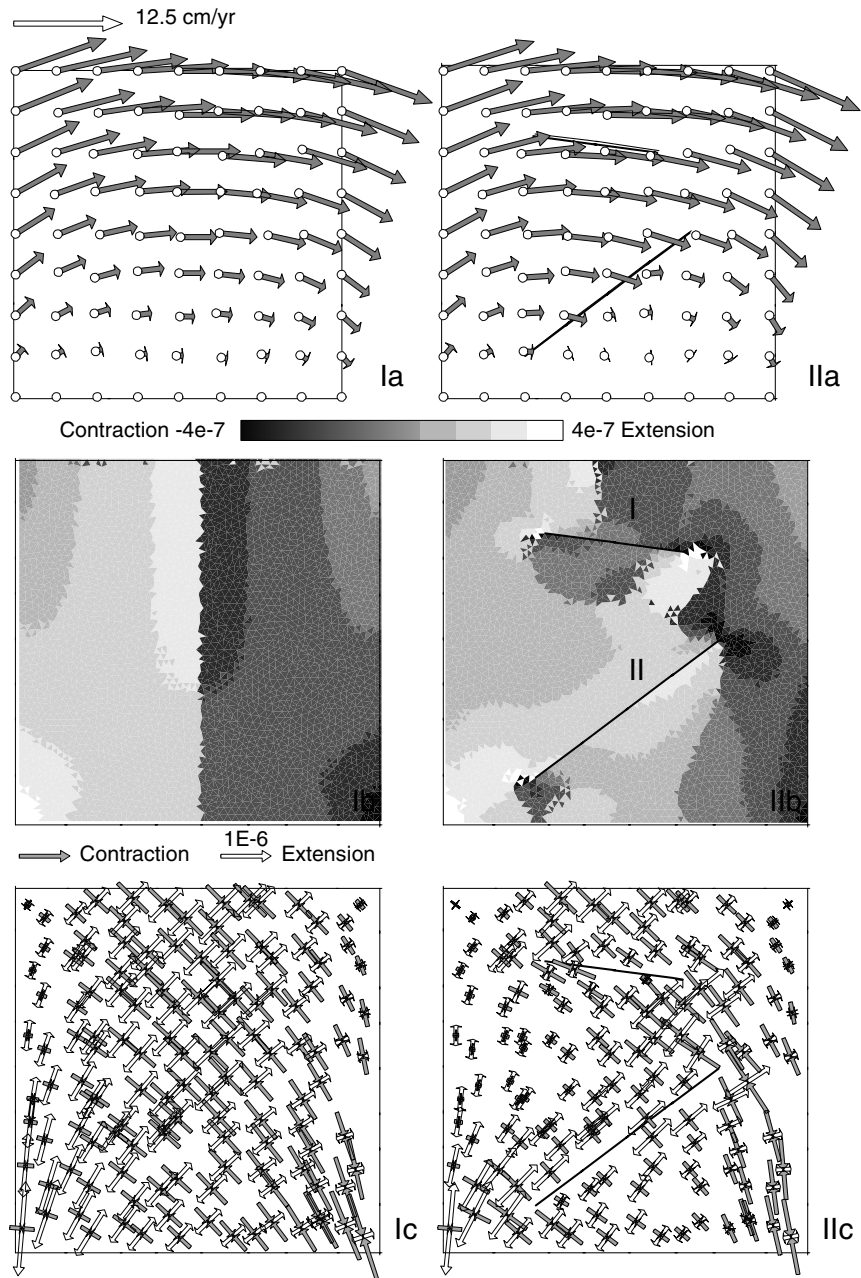 12.5 cm/yr
Ia
IIa
Contraction -4e-7
4e-7 Extension
I
II
Ib
IIb
1E-6
Contraction
Extension
Ic
IIc